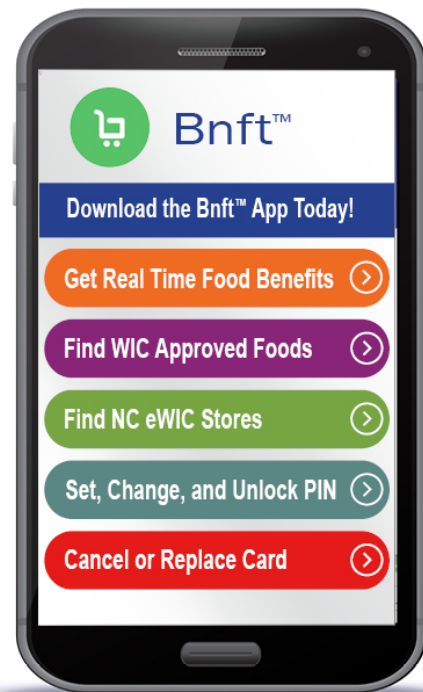 Bnft™
Download the Bnft™ App Today!
Get Real Time Food Benefits
Find WIC Approved Foods
Find NC eWIC Stores
Set, Change, and Unlock PIN
Cancel or Replace Card